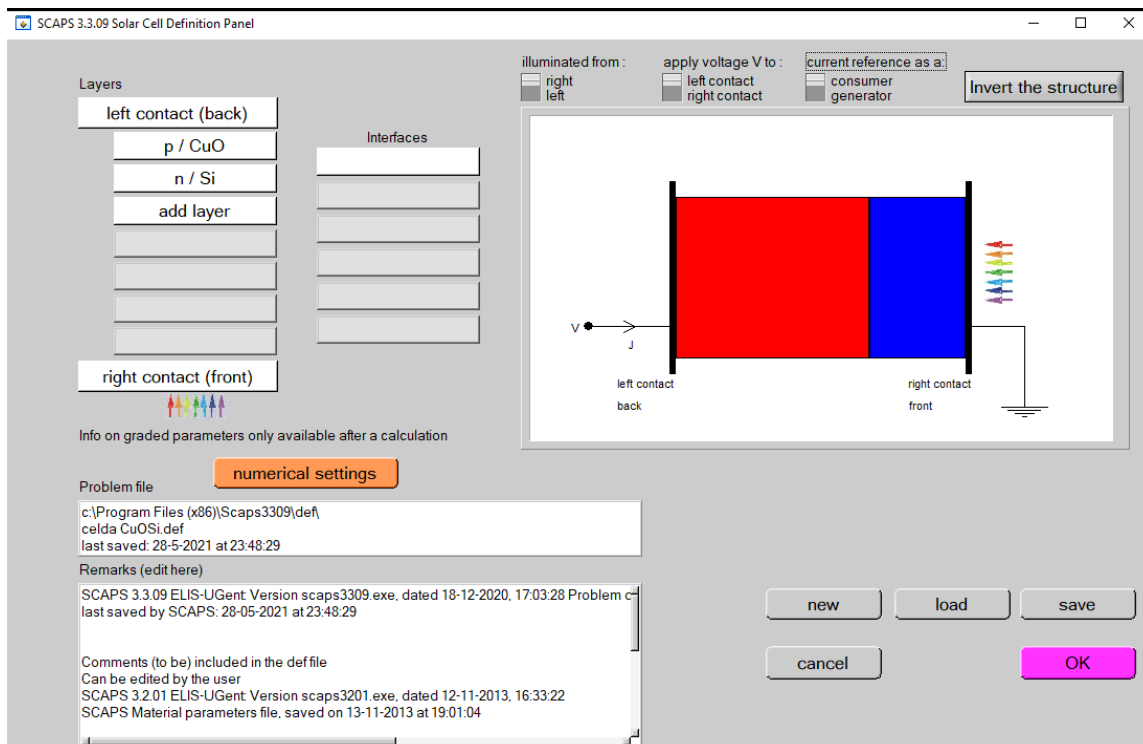 SCAPS 3.3.09 Solar Cell Definition Panel
illuminated from :
right
left
apply voltage V to :
left contact
right contact
current reference as a:
consumer
generator
Invert the structure
Layers
left contact (back)
p / CuO
n / Si
add layer
right contact (front)
Interfaces
V
J
left contact
back
right contact
front
Info on graded parameters only available after a calculation
numerical settings
Problem file
c:\Program Files (x86)\Scaps3309\def\
celda CuOSi.def
last saved: 28-5-2021 at 23:48:29
Remarks (edit here)
SCAPS 3.3.09 ELIS-UGent: Version scaps3309.exe, dated 18-12-2020, 17:03:28 Problem
last saved by SCAPS: 28-05-2021 at 23:48:29
Comments (to be) included in the def file
Can be edited by the user
SCAPS 3.2.01 ELIS-UGent: Version scaps3201.exe, dated 12-11-2013, 16:33:22
SCAPS Material parameters file, saved on 13-11-2013 at 19:01:04
new
load
save
cancel
OK